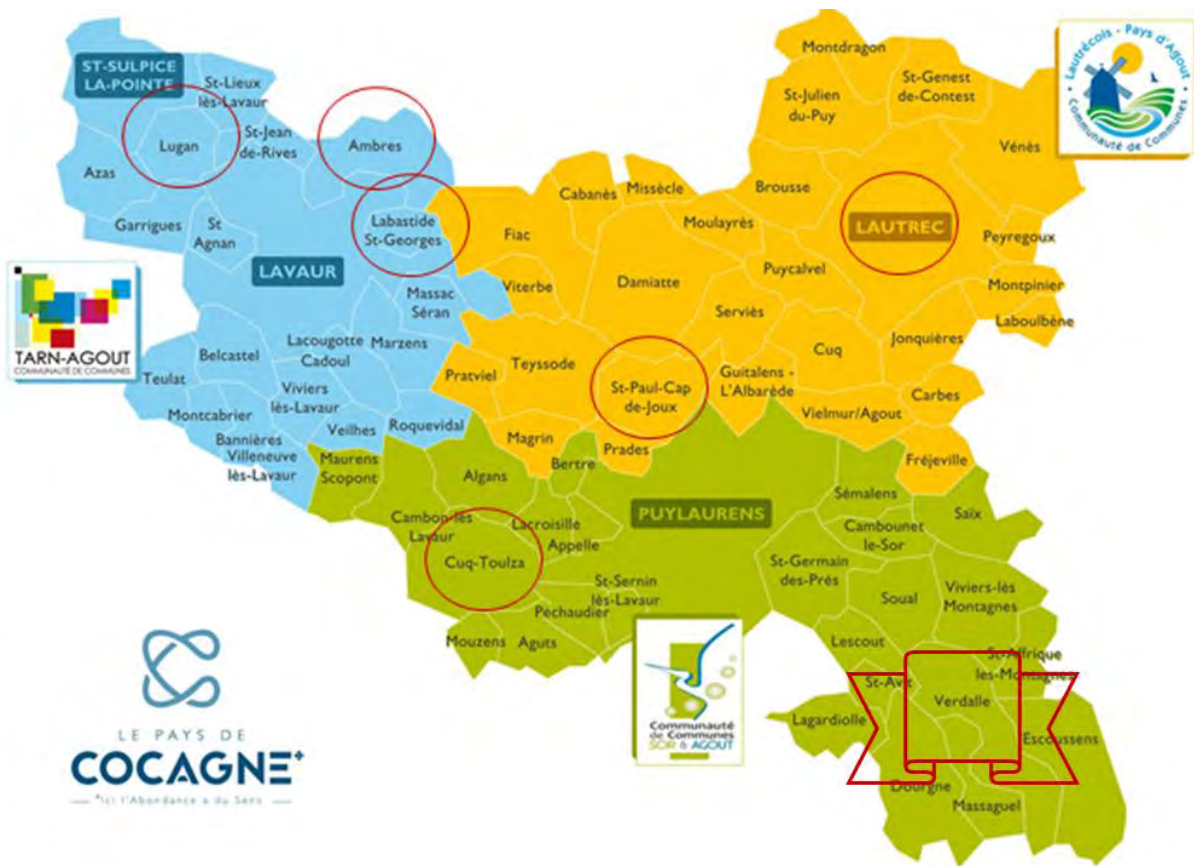 ST-SULPICE
LA-POINTE
St-Lieux
lès-Lavaur
Lugan
St-Jean
de-Rives
Ambres
Azas
Garrigues
St
Agnan
Labastide
St-Georges
LAVAUR
Massac
Séran
Belcastel
Lacougotte
Cadoul
Marzens
Teulat
Viviers
lès-Lavaur
Montcabrier
Bannières
Veilhes
Roquevidal
Villeneuve
lès-Lavaur
TARN-AGOUT
COMMUNAUTÉ DE COMMUNES
Montdragon
St-Genest
de-Contest
St-Julien
du-Puy
Vénès
Lautrécois - Pays d'Agout
Communauté de Communes
Cabanès
Missècle
Brousse
Fiac
Moulayrès
LAUTREC
Peyregoux
Viterbe
Damiatte
Puycalvel
Montpinier
Serviès
Laboulbène
Jonquières
Teyssode
Cuq
Pratviel
St-Paul-Cap
de-Joux
Guitalens -
L'Albarède
Carbes
Vielmur/Agout
Magrin
Prades
Fréjeville
Maurens
Scopont
Bertre
Algans
PUYLAURENS
Sémalens
Saïx
Cambon-lès
Lavaur
Lacroisille
Appelle
Cambounet
le-Sor
Cuq-Toulza
St-Germain
des-Prés
St-Sernin
lès-Lavaur
Soual
Viviers-lès
Montagnes
Péchaudier
Mouzens
Aguts
Lescout
St-Affrique
les-Montagnes
St-Avit
Verdalle
Lagardiolle
Escoussens
Dourgne
Massaguel
Communauté
de Communes
SOR & AGOUT
LE PAYS DE
COCAGNE+
*Ici l'Abondance a du Sens